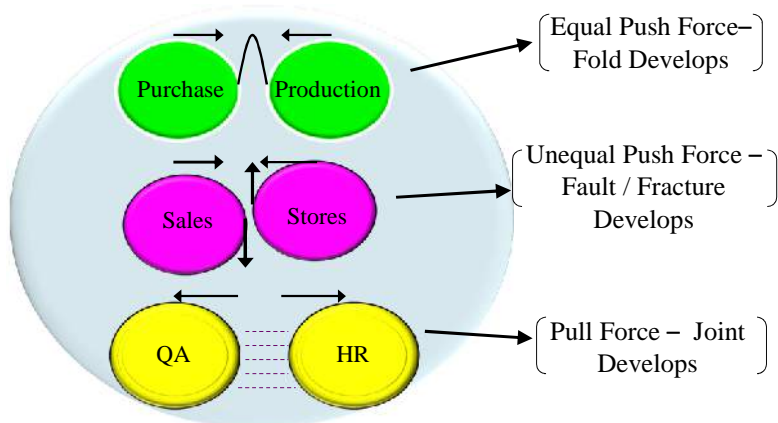 Equal Push Force–
Fold Develops
Purchase
Production
Unequal Push Force –
Fault / Fracture
Develops
Sales
Stores
Pull Force – Joint
Develops
QA
HR